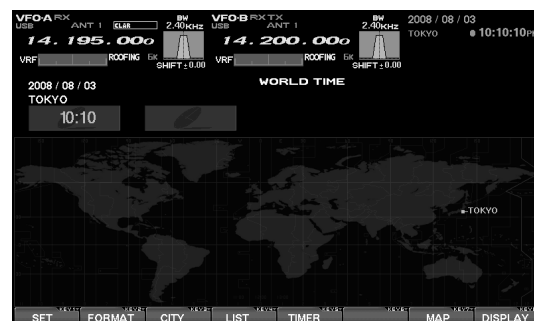 VFO-A RX
USB ANT 1 CLAR
BW
2.40KHz
14. 195. 000
VRF ROOFING 6K
SHIFT±0.00
VFO-B RX TX
USB ANT 1
BW
2.40KHz
14. 200. 000
VRF ROOFING 6K
SHIFT±0.00
2008 / 08 / 03
TOKYO 10:10:10PM
WORLD TIME
2008 / 08 / 03
TOKYO
10:10
TOKYO
SET FORMAT CITY LIST TIMER MAP DISPLAY